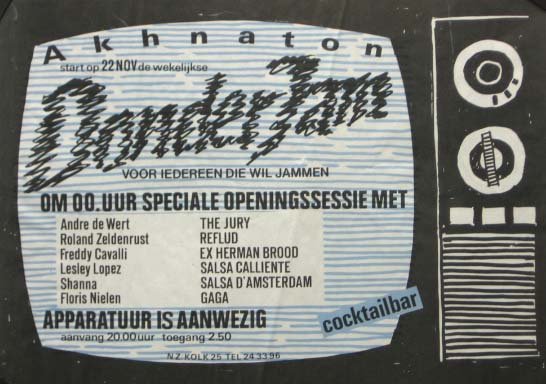 Akhnaton
start op 22 NOV de wekelijkse
DonderJam
VOOR IEDEREEN DIE WIL JAMMEN
OM 00. UUR SPECIALE OPENINGSSESSIE MET
Andre de Wert THE JURY
Roland Zeldenrust REFLUD
Freddy Cavalli EX HERMAN BROOD
Lesley Lopez SALSA CALLIENTE
Shanna SALSA D'AMSTERDAM
Floris Nielen GAGA
cocktailbar
APPARATUUR IS AANWEZIG
aanvang 20.00 uur toegang 2.50
N Z KOLK 25 TEL 24 33 96